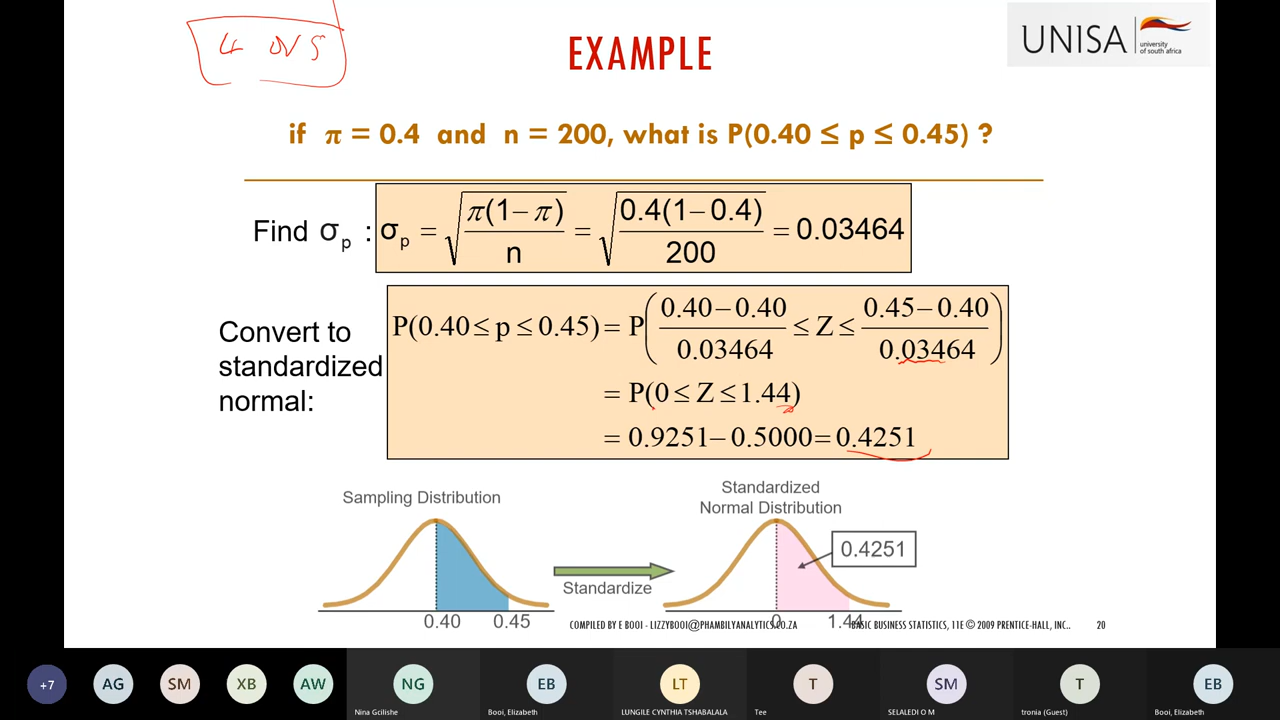 4 DVS
UNISA university of south africa
EXAMPLE
if π = 0.4 and n = 200, what is P(0.40 ≤ p ≤ 0.45) ?
Find σp : σp = √(π(1−π)/n) = √(0.4(1−0.4)/200) = 0.03464
Convert to standardized normal:
P(0.40 ≤ p ≤ 0.45) = P((0.40−0.40)/0.03464 ≤ Z ≤ (0.45−0.40)/0.03464)
= P(0 ≤ Z ≤ 1.44)
= 0.9251−0.5000= 0.4251
Sampling Distribution
Standardized
Normal Distribution
0.4251
Standardize
0.40 0.45
0 1.44
COMPILED BY E BOOI - LIZZYBOOI@PHAMBILYANALYTICS.CO.ZA
BASIC BUSINESS STATISTICS, 11E © 2009 PRENTICE-HALL, INC.. 20
+7 AG SM XB AW NG EB LT T SM T EB
Nina Gcilishe Booi, Elizabeth LUNGILE CYNTHIA TSHABALALA Tee SELALEDI O M tronia (Guest) Booi, Elizabeth